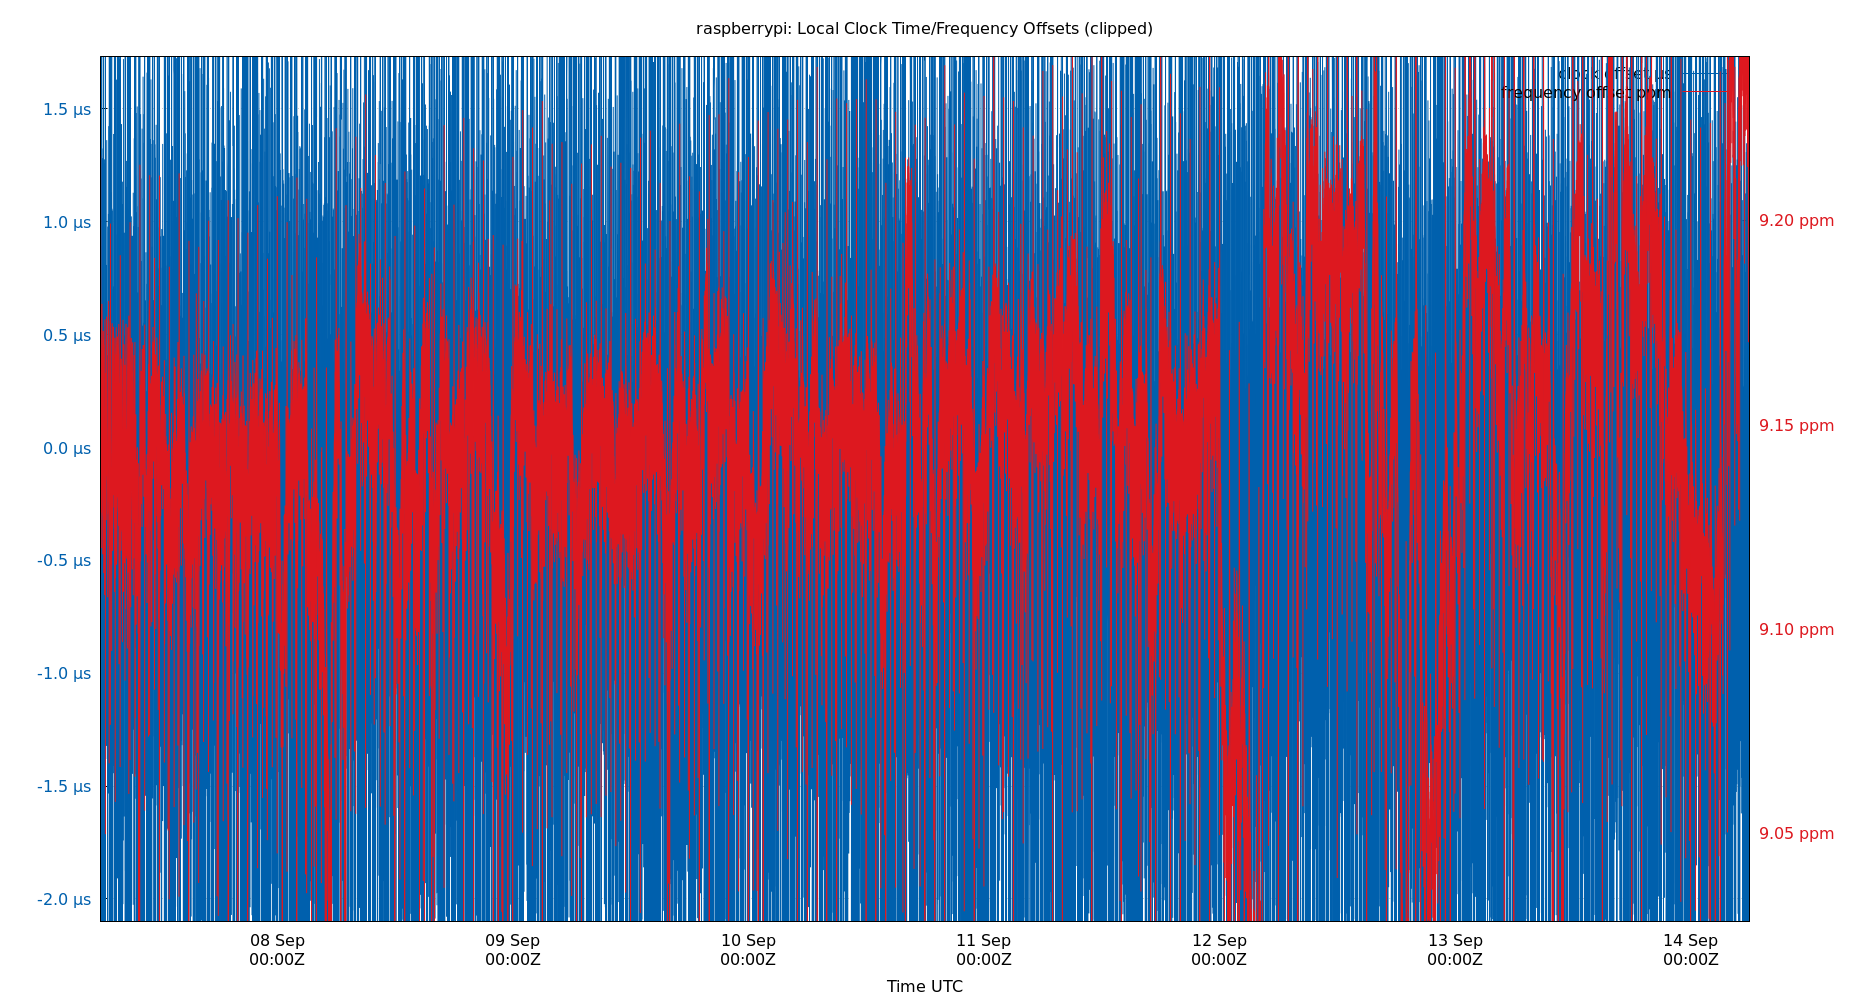 raspberrypi: Local Clock Time/Frequency Offsets (clipped)
clock offset µs
frequency offset ppm
1.5 µs
1.0 µs
0.5 µs
0.0 µs
-0.5 µs
-1.0 µs
-1.5 µs
-2.0 µs
9.20 ppm
9.15 ppm
9.10 ppm
9.05 ppm
08 Sep
00:00Z
09 Sep
00:00Z
10 Sep
00:00Z
11 Sep
00:00Z
12 Sep
00:00Z
13 Sep
00:00Z
14 Sep
00:00Z
Time UTC